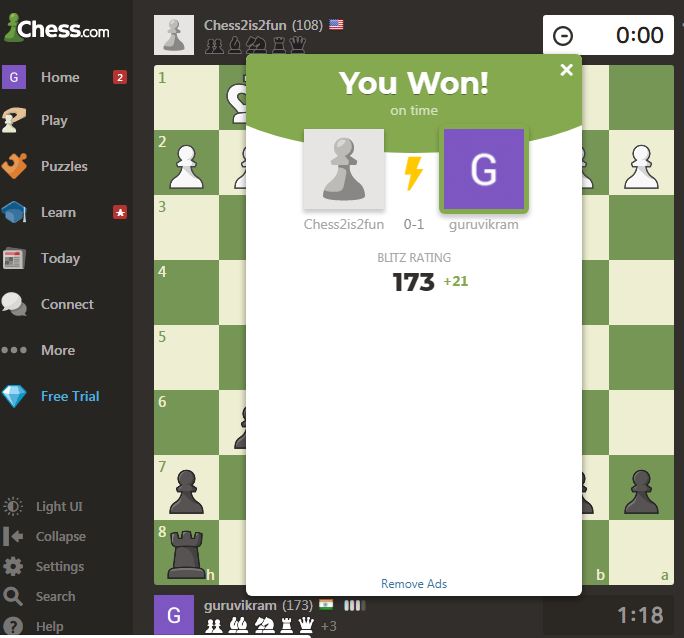 Chess.com
Chess2is2fun (108)
0:00
G Home 2
Play
Puzzles
Learn
Today
Connect
More
Free Trial
Light UI
Collapse
Settings
Search
? Help
1
2
3
4
5
6
7
8
h
b
a
You Won!
on time
G
Chess2is2fun 0-1 guruvikram
BLITZ RATING
173 +21
Remove Ads
G
guruvikram (173)
+3
1:18